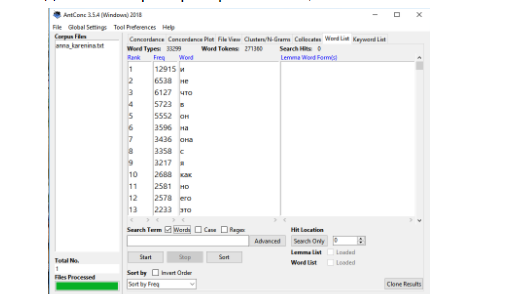 AntConc 3.5.4 (Windows) 2018
File Global Settings Tool Preferences Help
Corpus Files
anna_karenina.txt
Concordance Concordance Plot File View Clusters/N-Grams Collocates Word List Keyword List
Word Types: 33299 Word Tokens: 271360 Search Hits: 0
Rank Freq Word Lemma Word Form(s)
1 12915 и
2 6538 не
3 6127 что
4 5723 в
5 5552 он
6 3596 на
7 3436 она
8 3358 с
9 3217 я
10 2688 как
11 2581 но
12 2578 его
13 2233 это
Search Term Words Case Regex Hit Location
Advanced Search Only 0
Start Stop Sort Lemma List Loaded
Word List Loaded
Sort by Invert Order
Sort by Freq Clone Results
Total No.
1
Files Processed